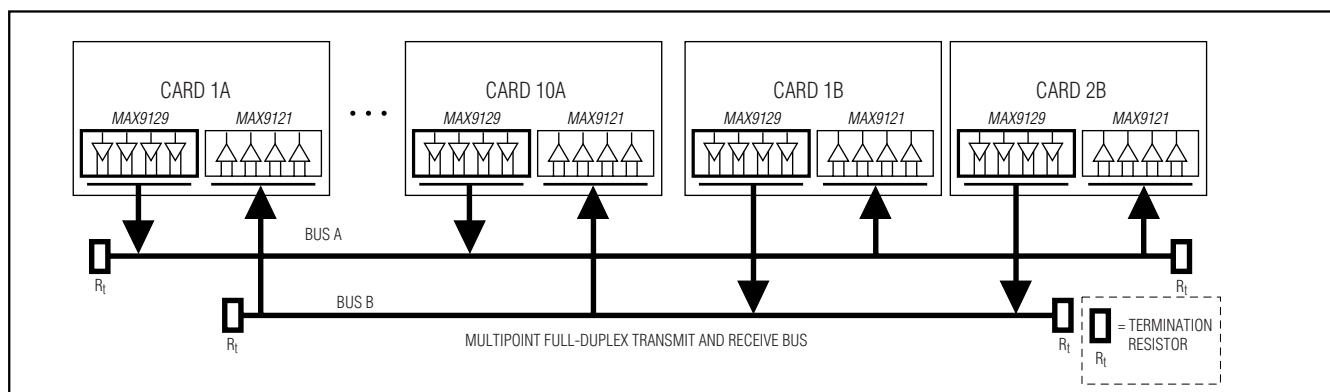 CARD 1A
MAX9129 MAX9121
• • •
CARD 10A
MAX9129 MAX9121
CARD 1B
MAX9129 MAX9121
CARD 2B
MAX9129 MAX9121
BUS A
Rt
Rt
BUS B
Rt
Rt
MULTIPOINT FULL-DUPLEX TRANSMIT AND RECEIVE BUS
= TERMINATION
RESISTOR
Rt